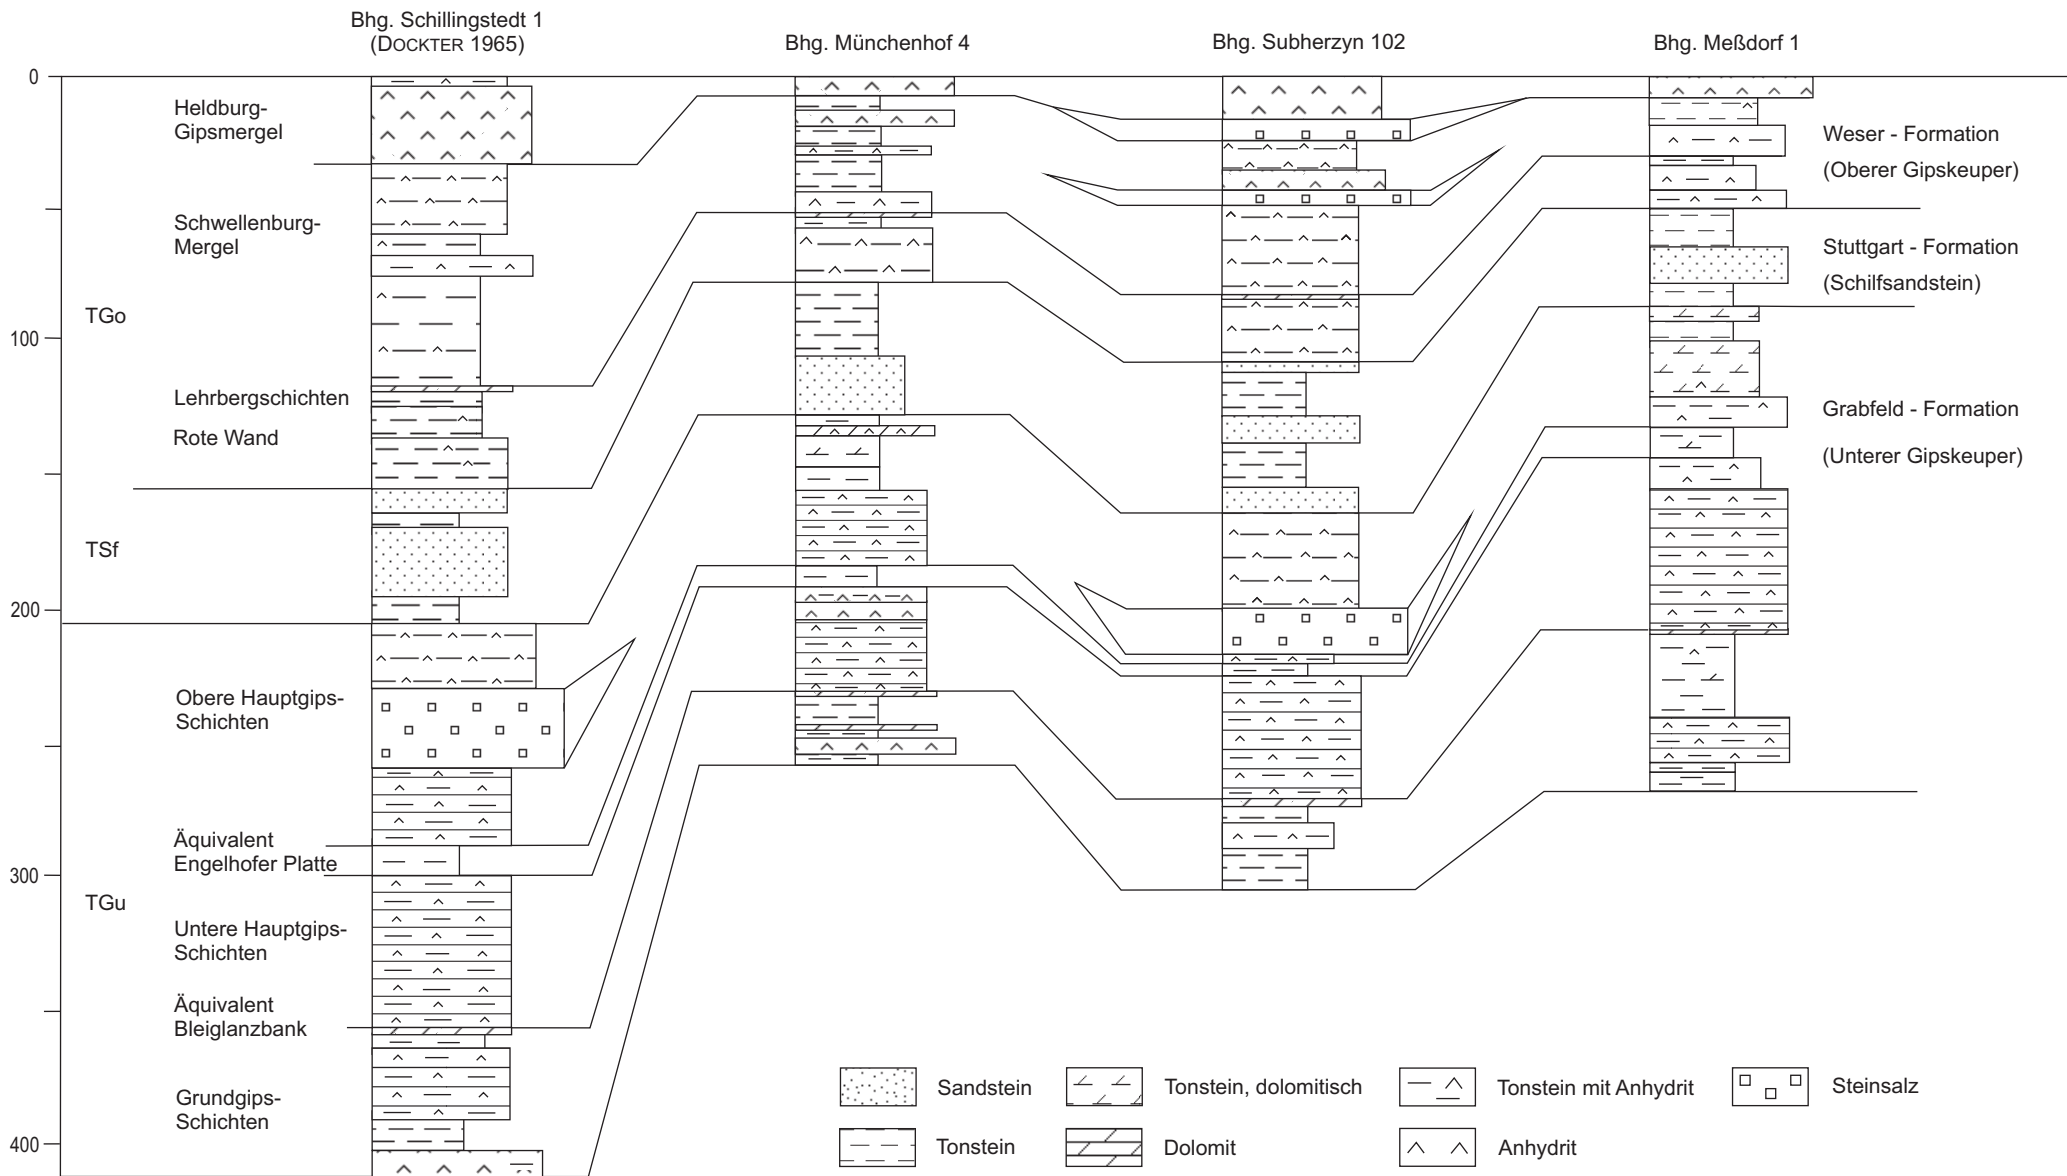 Bhg. Schillingstedt 1
(DOCKTER 1965)
Bhg. Münchenhof 4
Bhg. Subherzyn 102
Bhg. Meßdorf 1
0
100
200
300
400
TGo
TSf
TGu
Heldburg-
Gipsmergel
Schwellenburg-
Mergel
Lehrbergschichten
Rote Wand
Obere Hauptgips-
Schichten
Äquivalent
Engelhofer Platte
Untere Hauptgips-
Schichten
Äquivalent
Bleiglanzbank
Grundgips-
Schichten
Weser - Formation
(Oberer Gipskeuper)
Stuttgart - Formation
(Schilfsandstein)
Grabfeld - Formation
(Unterer Gipskeuper)
Sandstein
Tonstein, dolomitisch
Tonstein mit Anhydrit
Steinsalz
Tonstein
Dolomit
Anhydrit